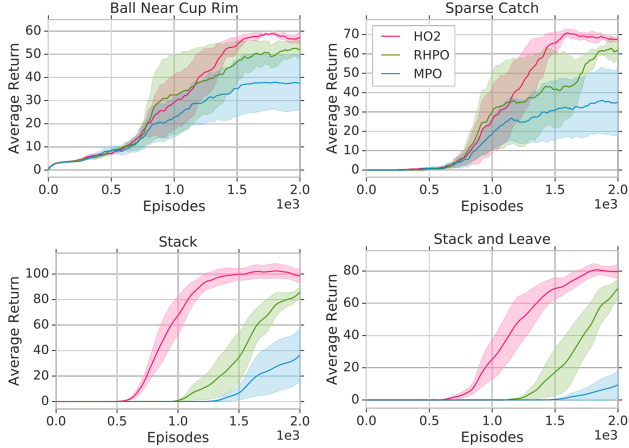 Ball Near Cup Rim
Average Return
60
50
40
30
20
10
0
0.0 0.5 1.0 1.5 2.0
Episodes 1e3
Sparse Catch
HO2
RHPO
MPO
Average Return
70
60
50
40
30
20
10
0
0.0 0.5 1.0 1.5 2.0
Episodes 1e3
Stack
Average Return
100
80
60
40
20
0
0.0 0.5 1.0 1.5 2.0
Episodes 1e3
Stack and Leave
Average Return
80
60
40
20
0
0.0 0.5 1.0 1.5 2.0
Episodes 1e3